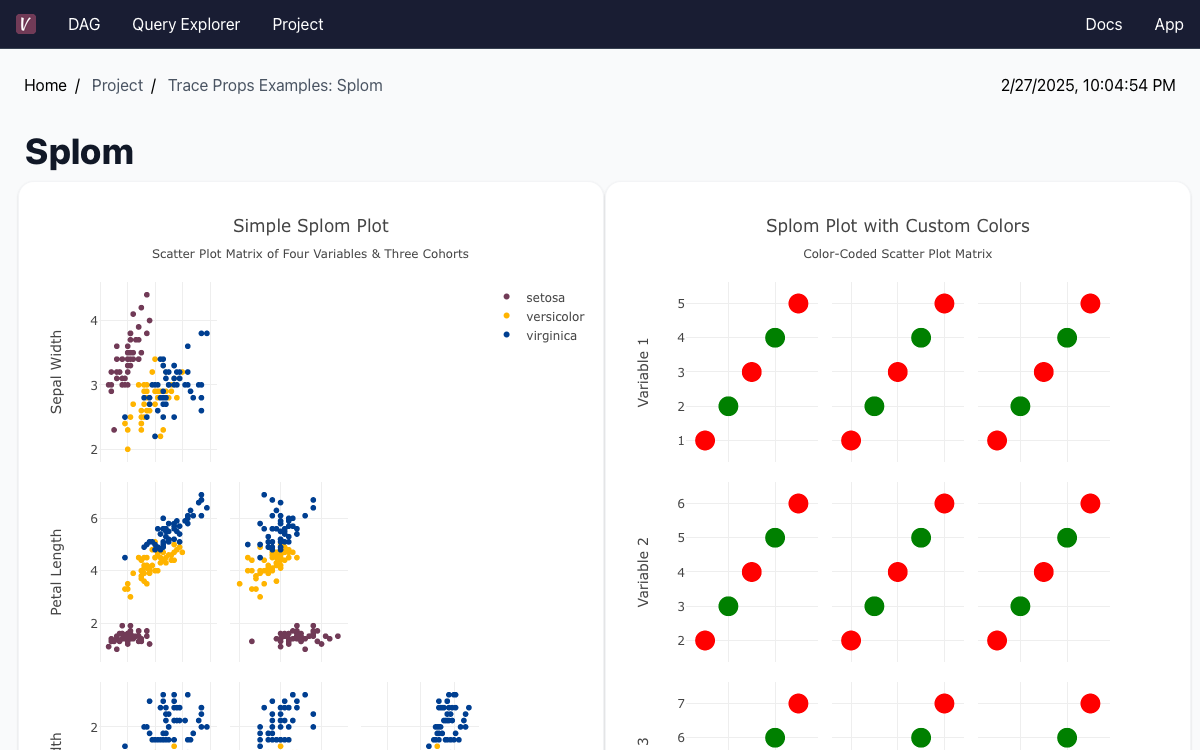 V DAG Query Explorer Project Docs App
Home / Project / Trace Props Examples: Splom 2/27/2025, 10:04:54 PM
Splom
Simple Splom Plot
Scatter Plot Matrix of Four Variables & Three Cohorts
setosa
versicolor
virginica
Sepal Width
4
3
2
Petal Length
6
4
2
dth
2
Splom Plot with Custom Colors
Color-Coded Scatter Plot Matrix
Variable 1
5
4
3
2
1
Variable 2
6
5
4
3
2
3
7
6